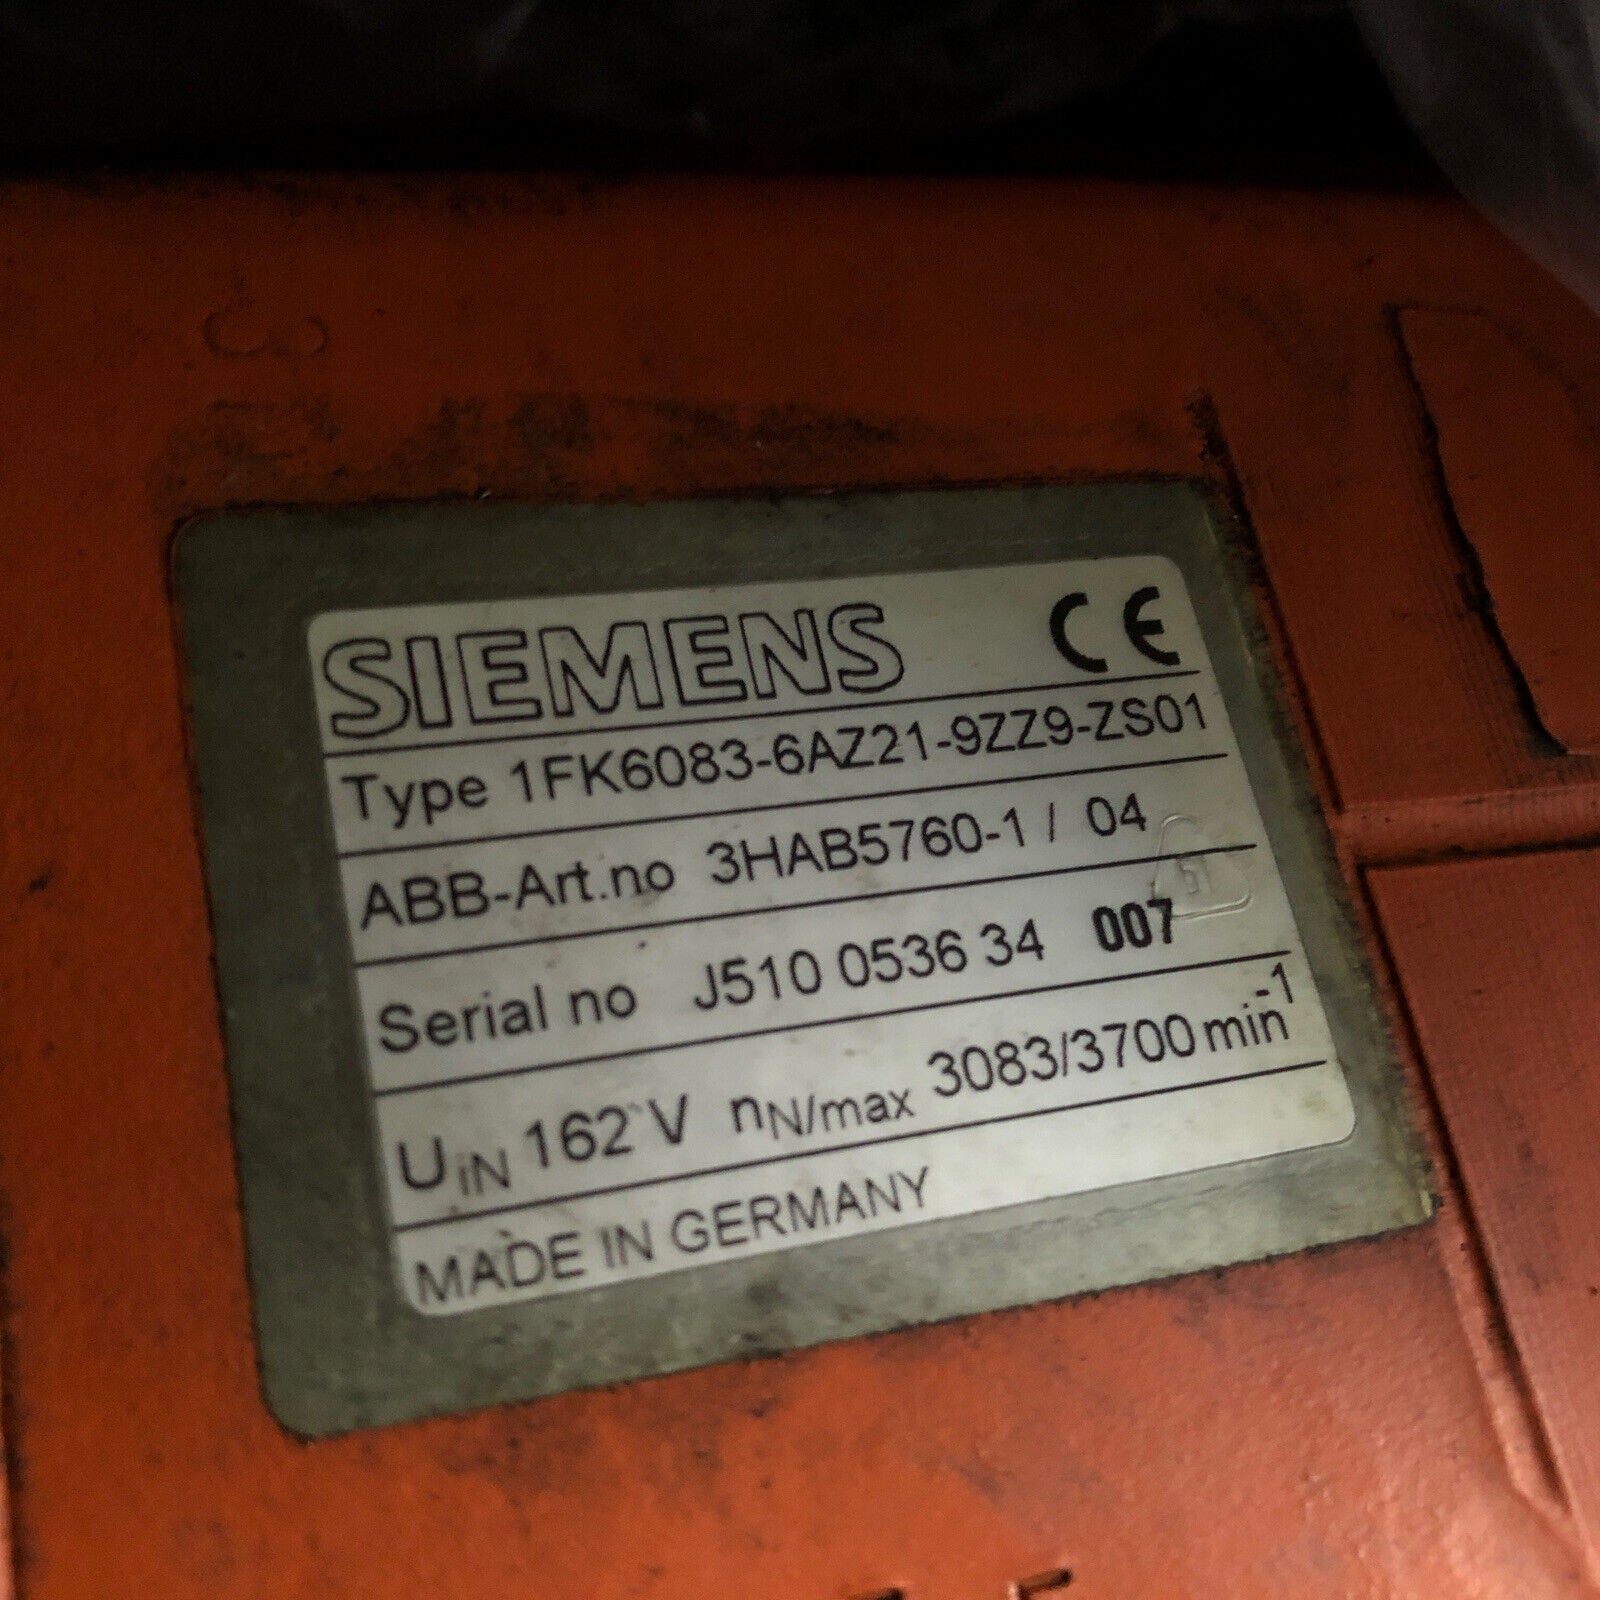 SIEMENS CE
Type 1FK6083-6AZ21-9ZZ9-ZS01
ABB-Art.no 3HAB5760-1 / 04
Serial no J510 0536 34 007
UiN 162 V nN/max 3083/3700 min-1
MADE IN GERMANY